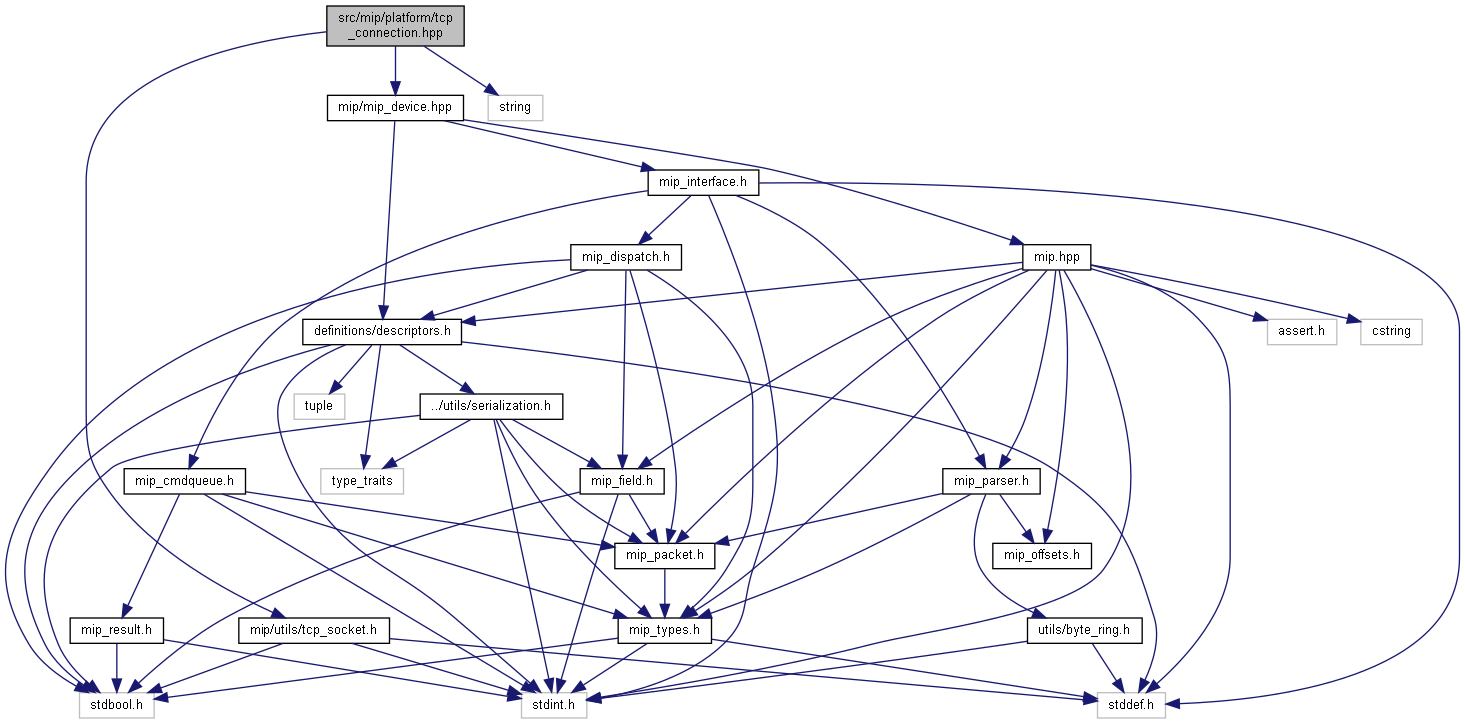 src/mip/platform/tcp
_connection.hpp
mip/mip_device.hpp
string
mip_interface.h
mip_dispatch.h
mip.hpp
definitions/descriptors.h
assert.h
cstring
tuple
../utils/serialization.h
mip_cmdqueue.h
type_traits
mip_field.h
mip_parser.h
mip_packet.h
mip_offsets.h
mip_result.h
mip/utils/tcp_socket.h
mip_types.h
utils/byte_ring.h
stdbool.h
stdint.h
stddef.h